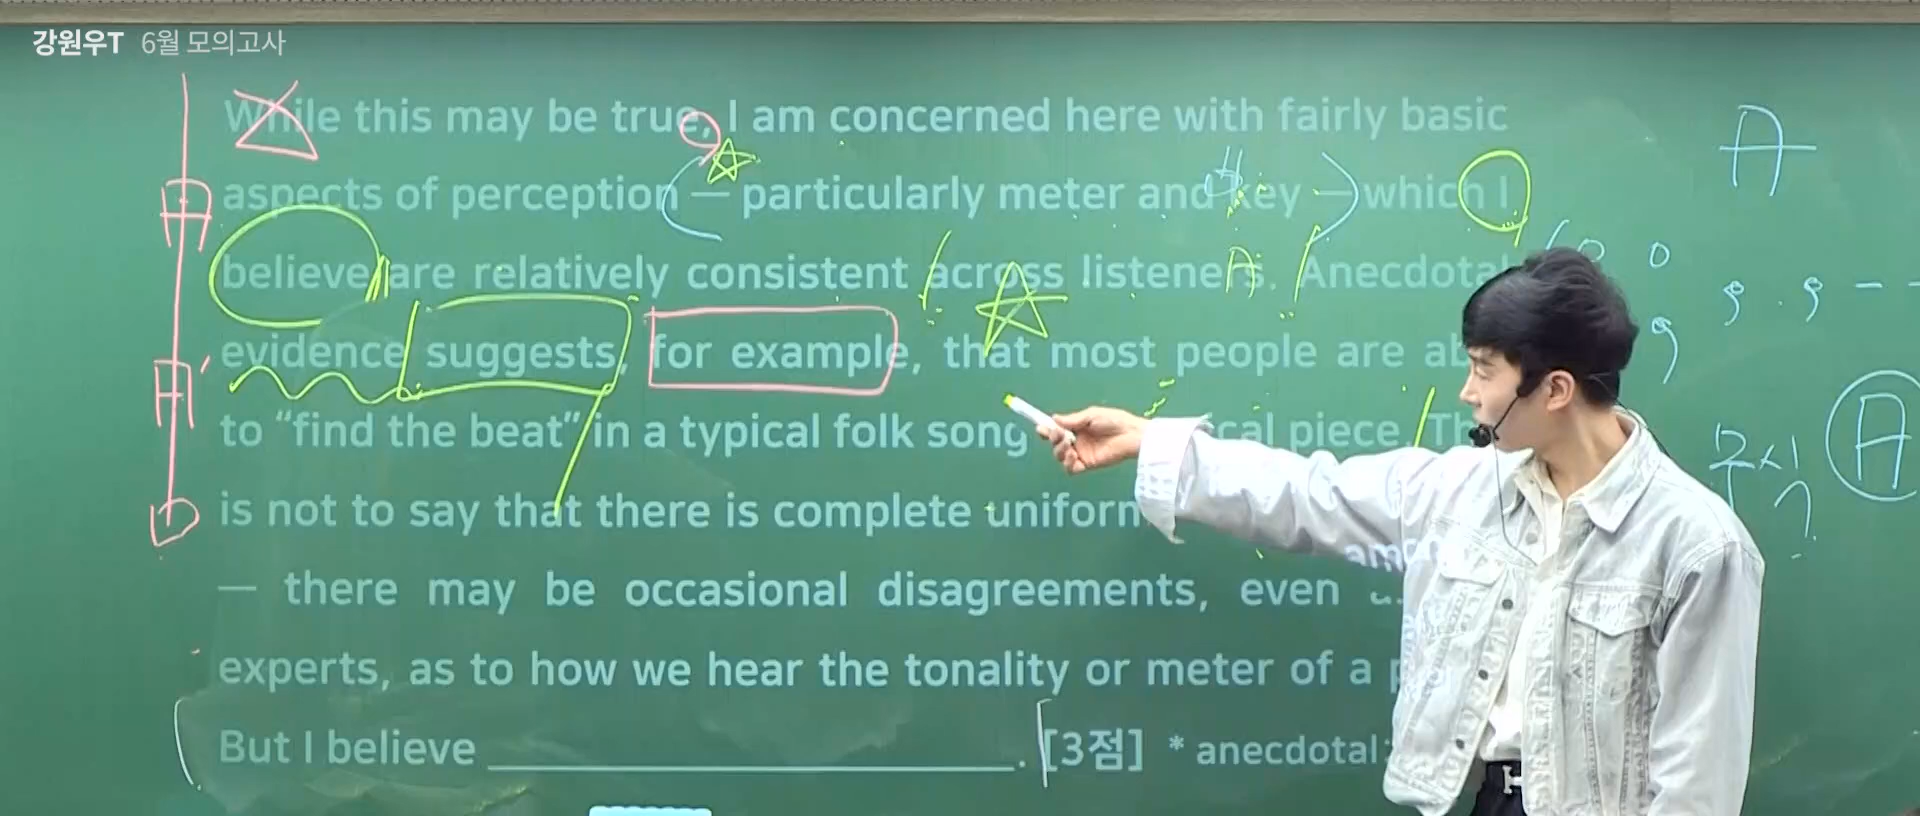 강원우T 6월 모의고사
While this may be true, I am concerned here with fairly basic
aspects of perception — particularly meter and key — which I
believe are relatively consistent across listeners. Anecdotal
evidence suggests, for example, that most people are
to “find the beat” in a typical folk song piece.
is not to say that there is complete
— there may be occasional disagreements, even
experts, as to how we hear the tonality or meter of a
But I believe ____________________. [3점] * anecdotal:
A
A
A'
A
D
A